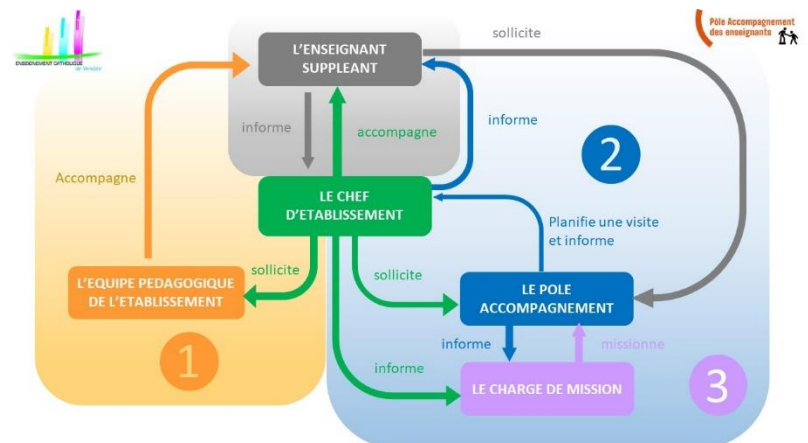 L'ENSEIGNANT
SUPPLEANT
sollicite
Pôle Accompagnement
des enseignants
ENSEIGNEMENT CATHOLIQUE
informe
accompagne
informe
2
Accompagne
LE CHEF
D'ETABLISSEMENT
Planifie une visite
et informe
L'EQUIPE PEDAGOGIQUE
DE L'ETABLISSEMENT
sollicite
sollicite
LE POLE
ACCOMPAGNEMENT
1
informe
missionne
informe
LE CHARGE DE MISSION
3